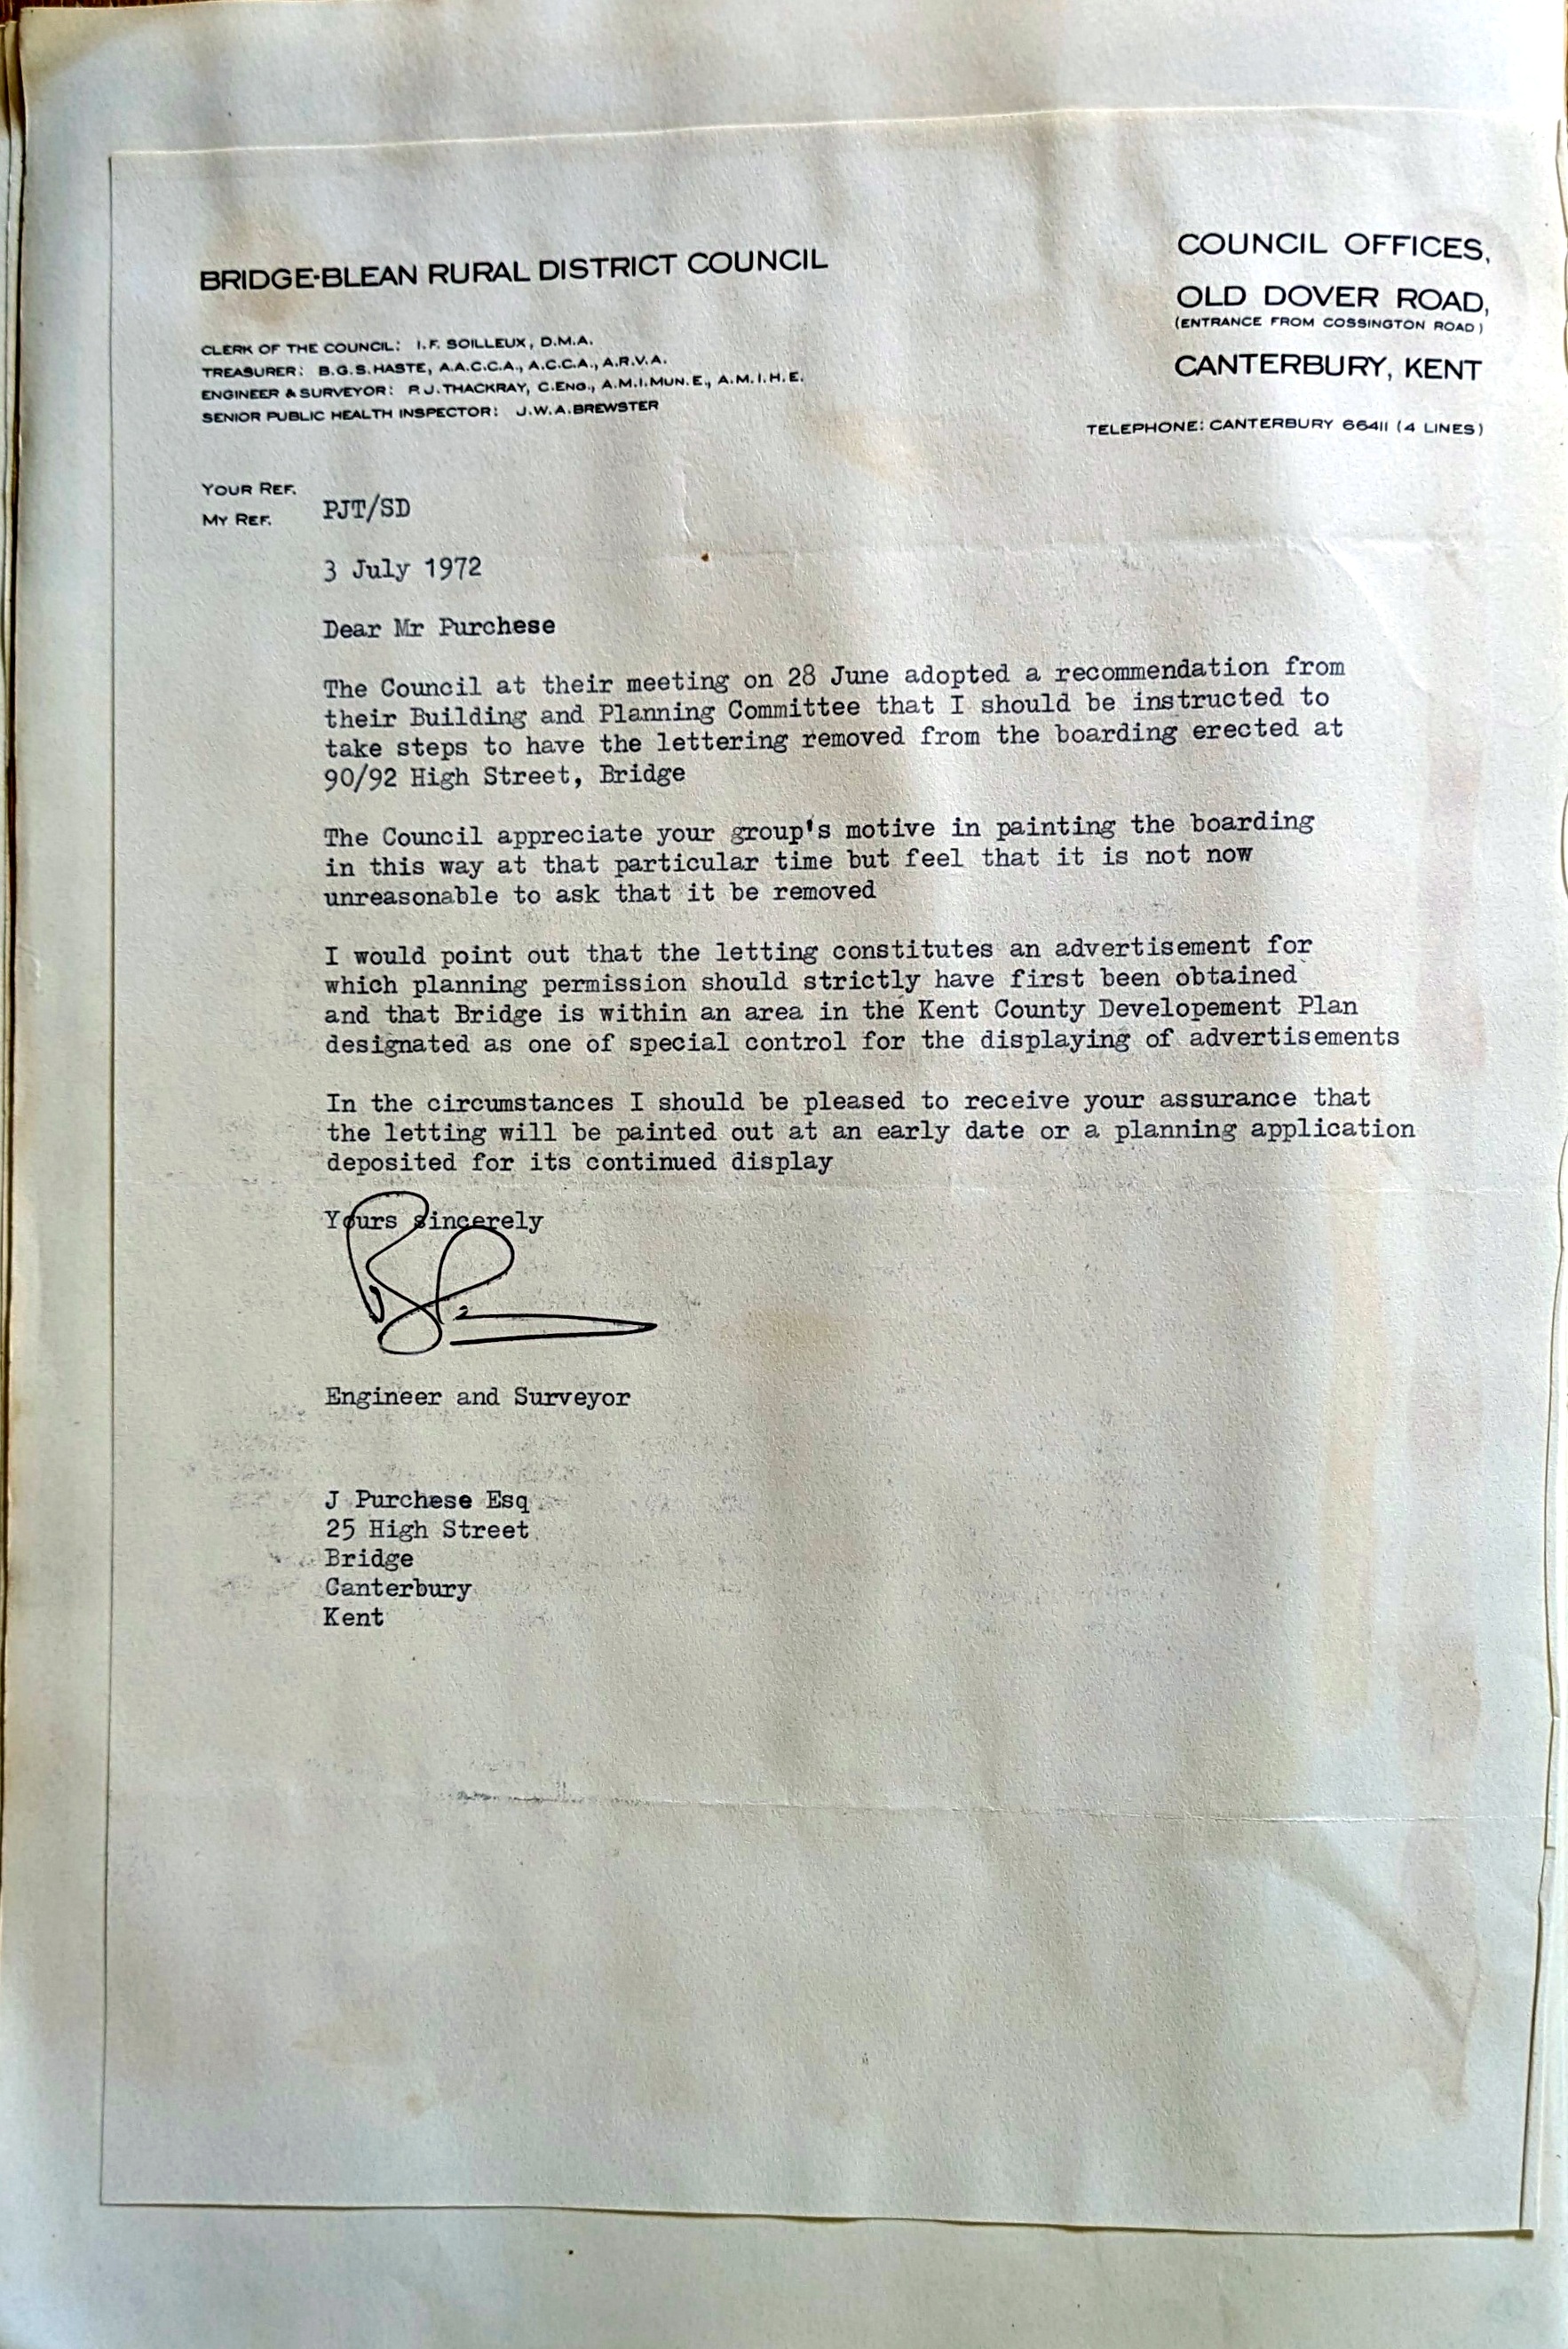 BRIDGE-BLEAN RURAL DISTRICT COUNCIL
CLERK OF THE COUNCIL: I.F. SOILLEUX, D.M.A.
TREASURER: B.G.S.HASTE, A.A.C.C.A., A.C.C.A., A.R.V.A.
ENGINEER & SURVEYOR: P.J.THACKRAY, C.ENG., A.M.I.MUN.E., A.M.I.H.E.
SENIOR PUBLIC HEALTH INSPECTOR: J.W.A.BREWSTER
COUNCIL OFFICES,
OLD DOVER ROAD,
(ENTRANCE FROM COSSINGTON ROAD)
CANTERBURY, KENT
TELEPHONE: CANTERBURY 66411 (4 LINES)
YOUR REF.
MY REF. PJT/SD
3 July 1972
Dear Mr Purchese
The Council at their meeting on 28 June adopted a recommendation from
their Building and Planning Committee that I should be instructed to
take steps to have the lettering removed from the boarding erected at
90/92 High Street, Bridge
The Council appreciate your group's motive in painting the boarding
in this way at that particular time but feel that it is not now
unreasonable to ask that it be removed
I would point out that the letting constitutes an advertisement for
which planning permission should strictly have first been obtained
and that Bridge is within an area in the Kent County Developement Plan
designated as one of special control for the displaying of advertisements
In the circumstances I should be pleased to receive your assurance that
the letting will be painted out at an early date or a planning application
deposited for its continued display
Yours sincerely
Engineer and Surveyor
J Purchese Esq
25 High Street
Bridge
Canterbury
Kent